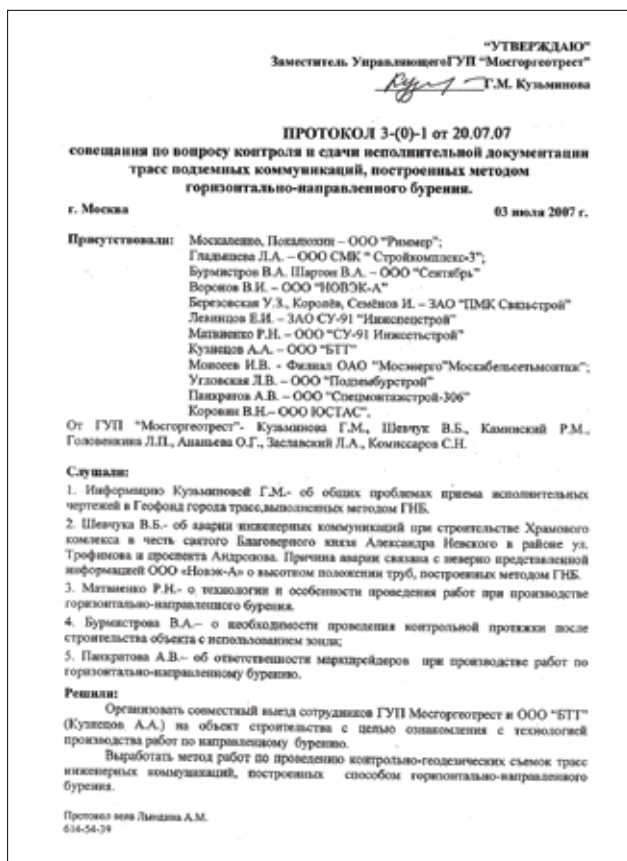 “УТВЕРЖДАЮ”
Заместитель УправляющегоГУП “Мосгоргеотрест”
Г.М. Кузьминова
ПРОТОКОЛ 3-(0)-1 от 20.07.07
совещания по вопросу контроля и сдачи исполнительной документации
трасс подземных коммуникаций, построенных методом
горизонтально-направленного бурения.
г. Москва 03 июля 2007 г.
Присутствовали: Москаленко, Покалюхин – ООО “Риммер”;
Гладышева Л.А. – ООО СМК “ Стройкомплекс-3”;
Бурмистров В.А. Шартон В.А. – ООО “Сентябрь”
Воронов В.И. – ООО “НОВЭК-А”
Березовская У.З., Королёв, Семёнов И. – ЗАО “ПМК Связьстрой”
Левинцов Е.И. – ЗАО СУ-91 “Инжспецстрой”
Матвиенко Р.Н. – ООО “СУ-91 Инжсетьстрой”
Кузнецов А.А. – ООО “БТТ”
Моисеев И.В. - Филиал ОАО “Мосэнерго”Москабельсетьмонтаж”;
Угловская Л.В. – ООО “Подзембурстрой”
Панкратов А.В. – ООО “Спецмонтажстрой-306”
Коровин В.Н.– ООО ЮСТАС”.
От ГУП “Мосгоргеотрест”- Кузьминова Г.М., Шевчук В.Б., Каминский Р.М.,
Головенкина Л.П., Ананьева О.Г., Заславский Л.А., Комиссаров С.Н.
Слушали:
1. Информацию Кузьминовой Г.М.- об общих проблемах приема исполнительных
чертежей в Геофонд города трасс,выполненных методом ГНБ.
2. Шевчука В.Б.- об аварии инженерных коммуникаций при строительстве Храмового
комлекса в честь святого Благоверного князя Александра Невского в районе ул.
Трофимова и проспекта Андропова. Причина аварии связана с неверно представленной
информацией ООО «Новэк-А» о высотном положении труб, построенных методом ГНБ.
3. Матвиенко Р.Н.- о технологии и особенности проведения работ при производстве
горизонтально-направленного бурения.
4. Бурмистрова В.А.– о необходимости проведения контрольной протяжки после
строительства объекта с использованием зонда;
5. Панкратова А.В.– об ответственности маркшрейдеров при производстве работ по
горизонтально-направленному бурению.
Решили:
Организовать совместный выезд сотрудников ГУП Мосгоргеотрест и ООО “БТТ”
(Кузнецов А.А.) на объект строительства с целью ознакомления с технологией
производства работ по направленному бурению.
Выработать метод работ по проведению контрольно-геодезических съемок трасс
инженерных коммуникаций, построенных способом горизонтально-направленного
бурения.
Протокол вела А.М.
614-54-39